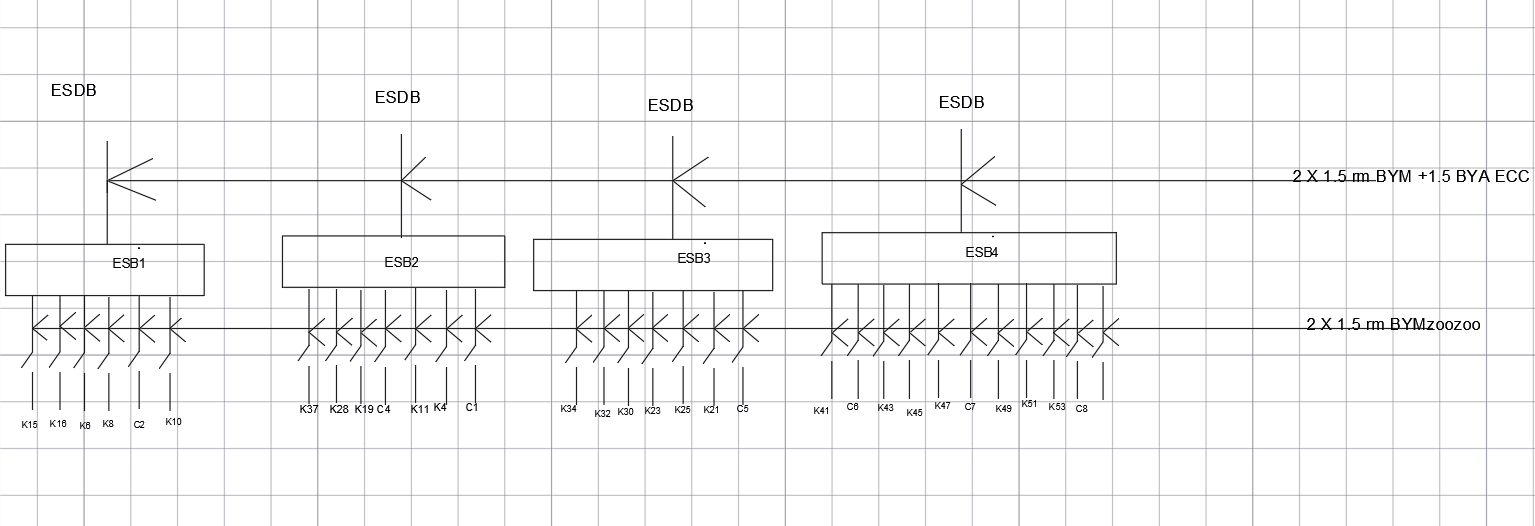 ESDB
ESDB
ESDB
ESDB
2 X 1.5 rm BYM +1.5 BYA ECC
ESB1
ESB2
ESB3
ESB4
2 X 1.5 rm BYMzoozoo
K15
K16
K6
K8
C2
K10
K37
K28
K19
C4
K11
K4
C1
K34
K32
K30
K23
K25
K21
C5
K41
C6
K43
K45
K47
C7
K49
K51
K53
C8